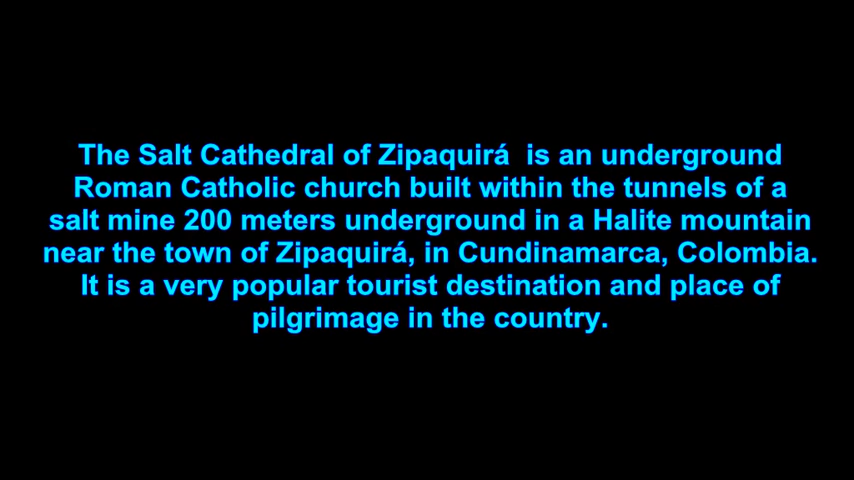 The Salt Cathedral of Zipaquirá  is an underground
Roman Catholic church built within the tunnels of a
salt mine 200 meters underground in a Halite mountain
near the town of Zipaquirá, in Cundinamarca, Colombia.
It is a very popular tourist destination and place of
pilgrimage in the country.